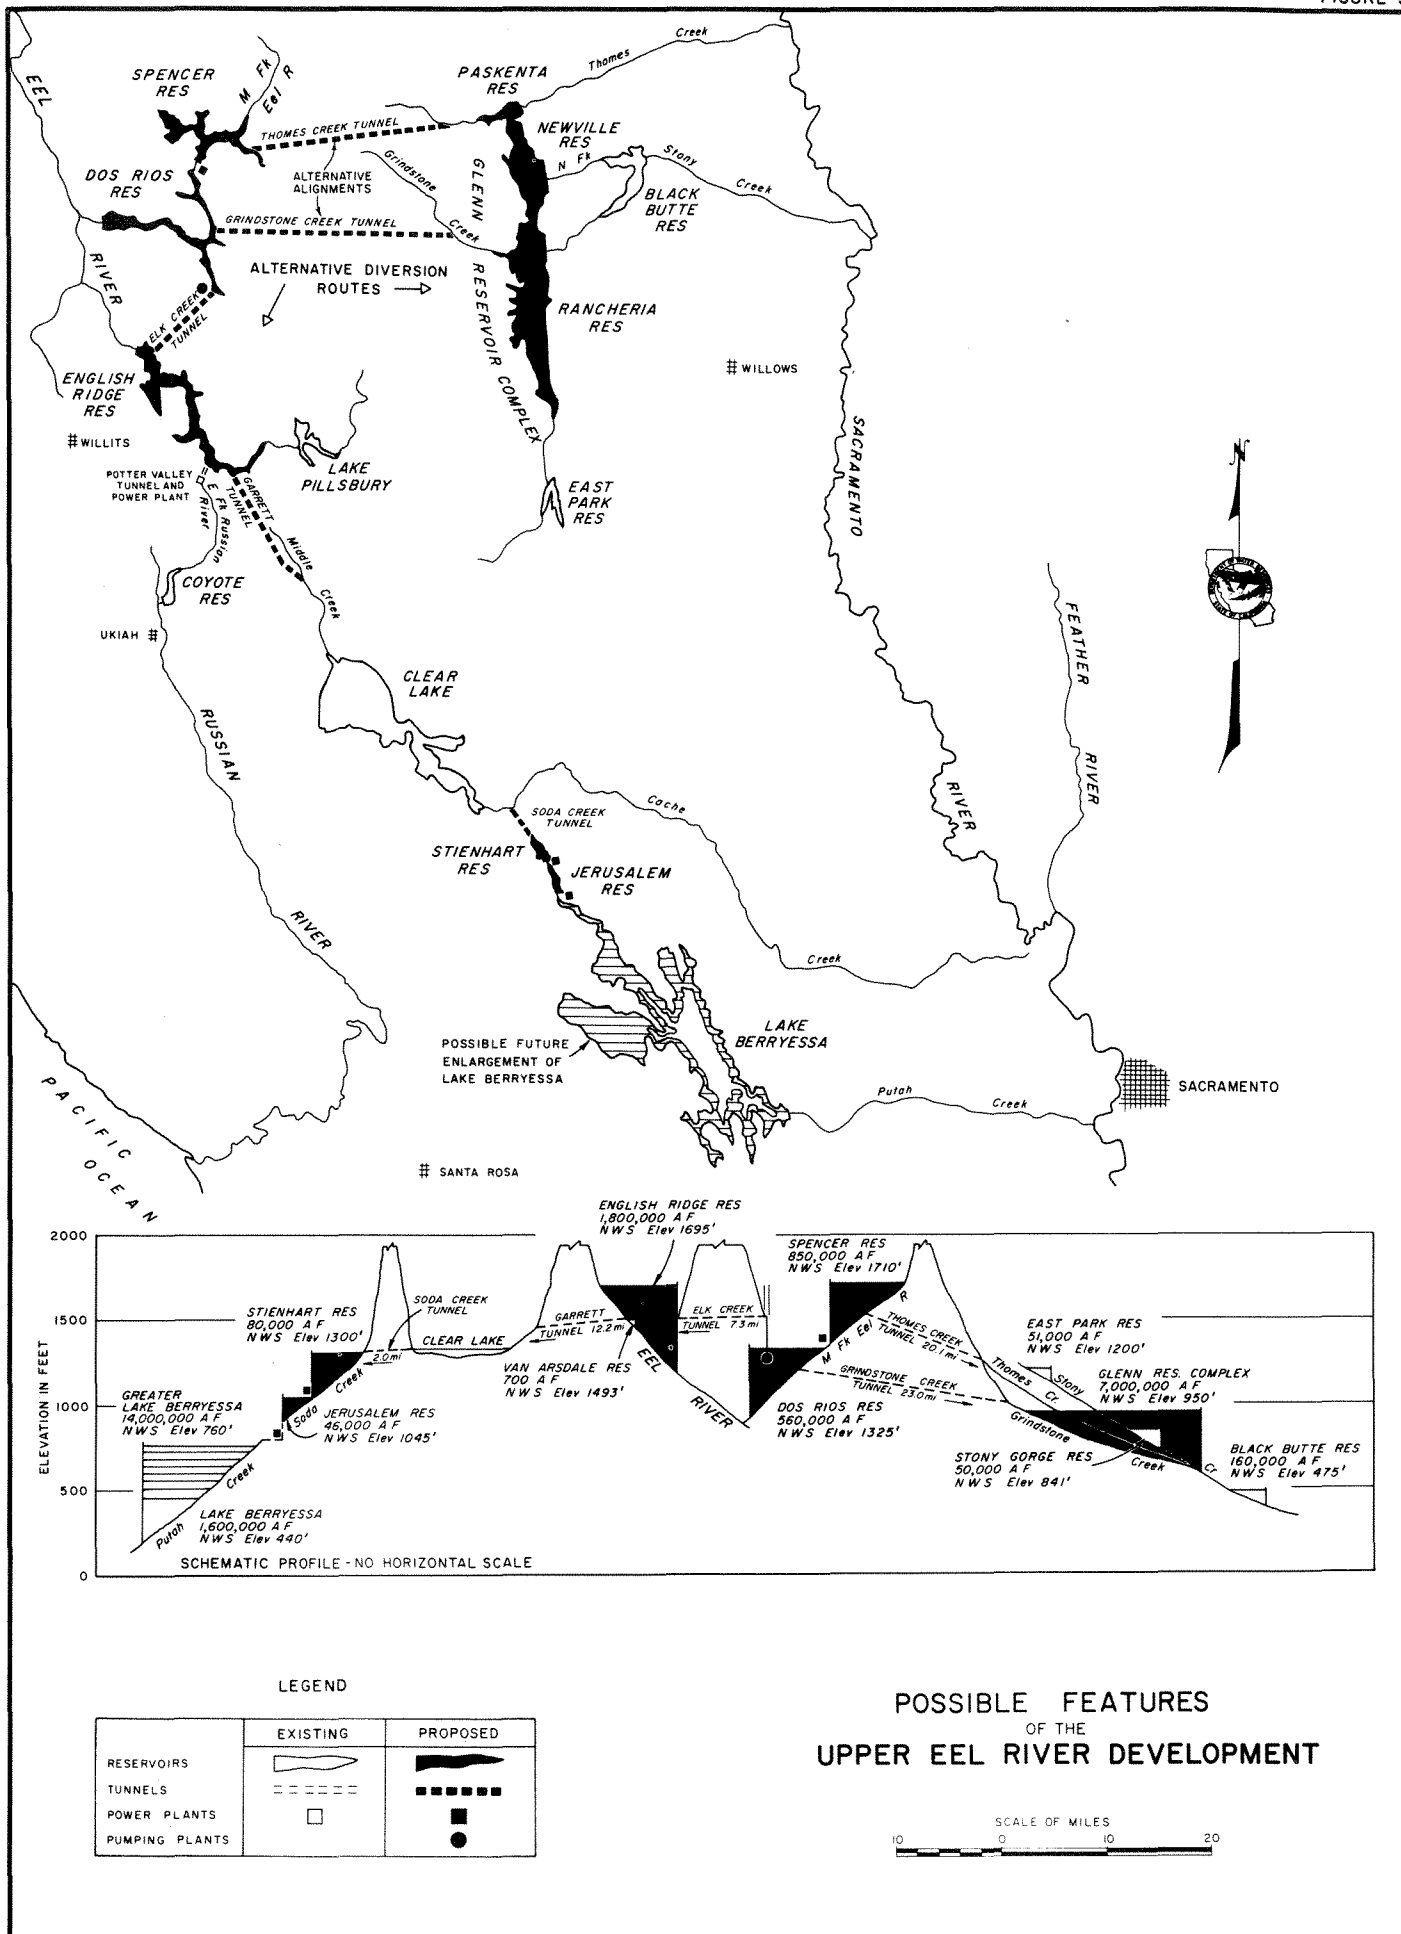 FIGURE
EEL
SPENCER
RES
M Fk
Eel R
PASKENTA
RES
Thomes
Creek
THOMES CREEK TUNNEL
NEWVILLE
RES
N Fk
Stony
Creek
DOS RIOS
RES
ALTERNATIVE
ALIGNMENTS
Grindstone
Creek
BLACK
BUTTE
RES
GRINDSTONE CREEK TUNNEL
GLENN RESERVOIR COMPLEX
RIVER
ALTERNATIVE DIVERSION
ROUTES
ELK CREEK
TUNNEL
RANCHERIA
RES
WILLOWS
ENGLISH
RIDGE
RES
WILLITS
SACRAMENTO
POTTER VALLEY
TUNNEL AND
POWER PLANT
LAKE
PILLSBURY
GARRETT
TUNNEL
E Fk Russian
River
EAST
PARK
RES
Middle
Creek
COYOTE
RES
UKIAH
N
FEATHER
RIVER
CLEAR
LAKE
RUSSIAN
RIVER
RIVER
SODA CREEK
TUNNEL
Cache
Creek
STIENHART
RES
JERUSALEM
RES
LAKE
BERRYESSA
POSSIBLE FUTURE
ENLARGEMENT OF
LAKE BERRYESSA
Putah
Creek
SACRAMENTO
PACIFIC
OCEAN
SANTA ROSA
ELEVATION IN FEET
2000
1500
1000
500
0
ENGLISH RIDGE RES
1,800,000 A F
NWS Elev 1695'
SPENCER RES
850,000 A F
NWS Elev 1710'
STIENHART RES
80,000 A F
NWS Elev 1300'
SODA CREEK
TUNNEL
2.0mi
CLEAR LAKE
GARRETT
TUNNEL 12.2 mi
ELK CREEK
TUNNEL 7.3mi
THOMES CREEK
TUNNEL 20.1 mi
EAST PARK RES
51,000 A F
NWS Elev 1200'
VAN ARSDALE RES
700 A F
NWS Elev 1493'
EEL
RIVER
M Fk Eel R
GRINDSTONE CREEK
TUNNEL 23.0mi
Thomes Cr.
Stony
Cr
GLENN RES. COMPLEX
7,000,000 A F
NWS Elev 950'
GREATER
LAKE BERRYESSA
14,000,000 A F
NWS Elev 760'
Soda
Creek
JERUSALEM RES
46,000 A F
NWS Elev 1045'
DOS RIOS RES
560,000 A F
NWS Elev 1325'
Grindstone
Creek
STONY GORGE RES
50,000 A F
NWS Elev 841'
BLACK BUTTE RES
160,000 A F
NWS Elev 475'
Putah
Creek
LAKE BERRYESSA
1,600,000 A F
NWS Elev 440'
SCHEMATIC PROFILE - NO HORIZONTAL SCALE
LEGEND
EXISTING
PROPOSED
RESERVOIRS
TUNNELS
POWER PLANTS
PUMPING PLANTS
POSSIBLE FEATURES
OF THE
UPPER EEL RIVER DEVELOPMENT
SCALE OF MILES
10 0 10 20